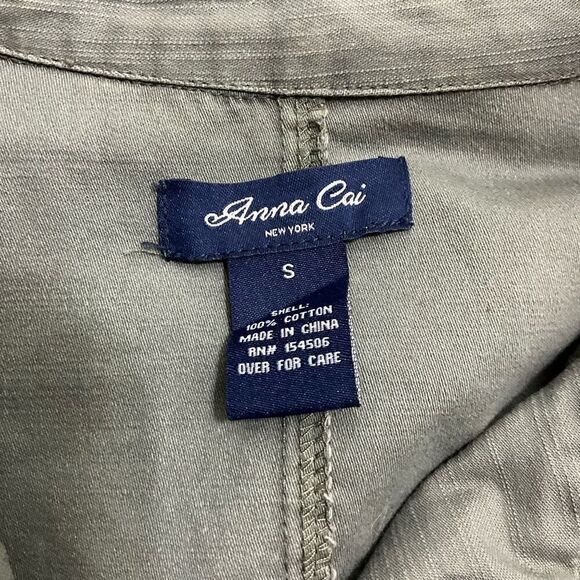 Anna Cai
NEW YORK
S
SHELL:
100% COTTON
MADE IN CHINA
RN# 154506
OVER FOR CARE